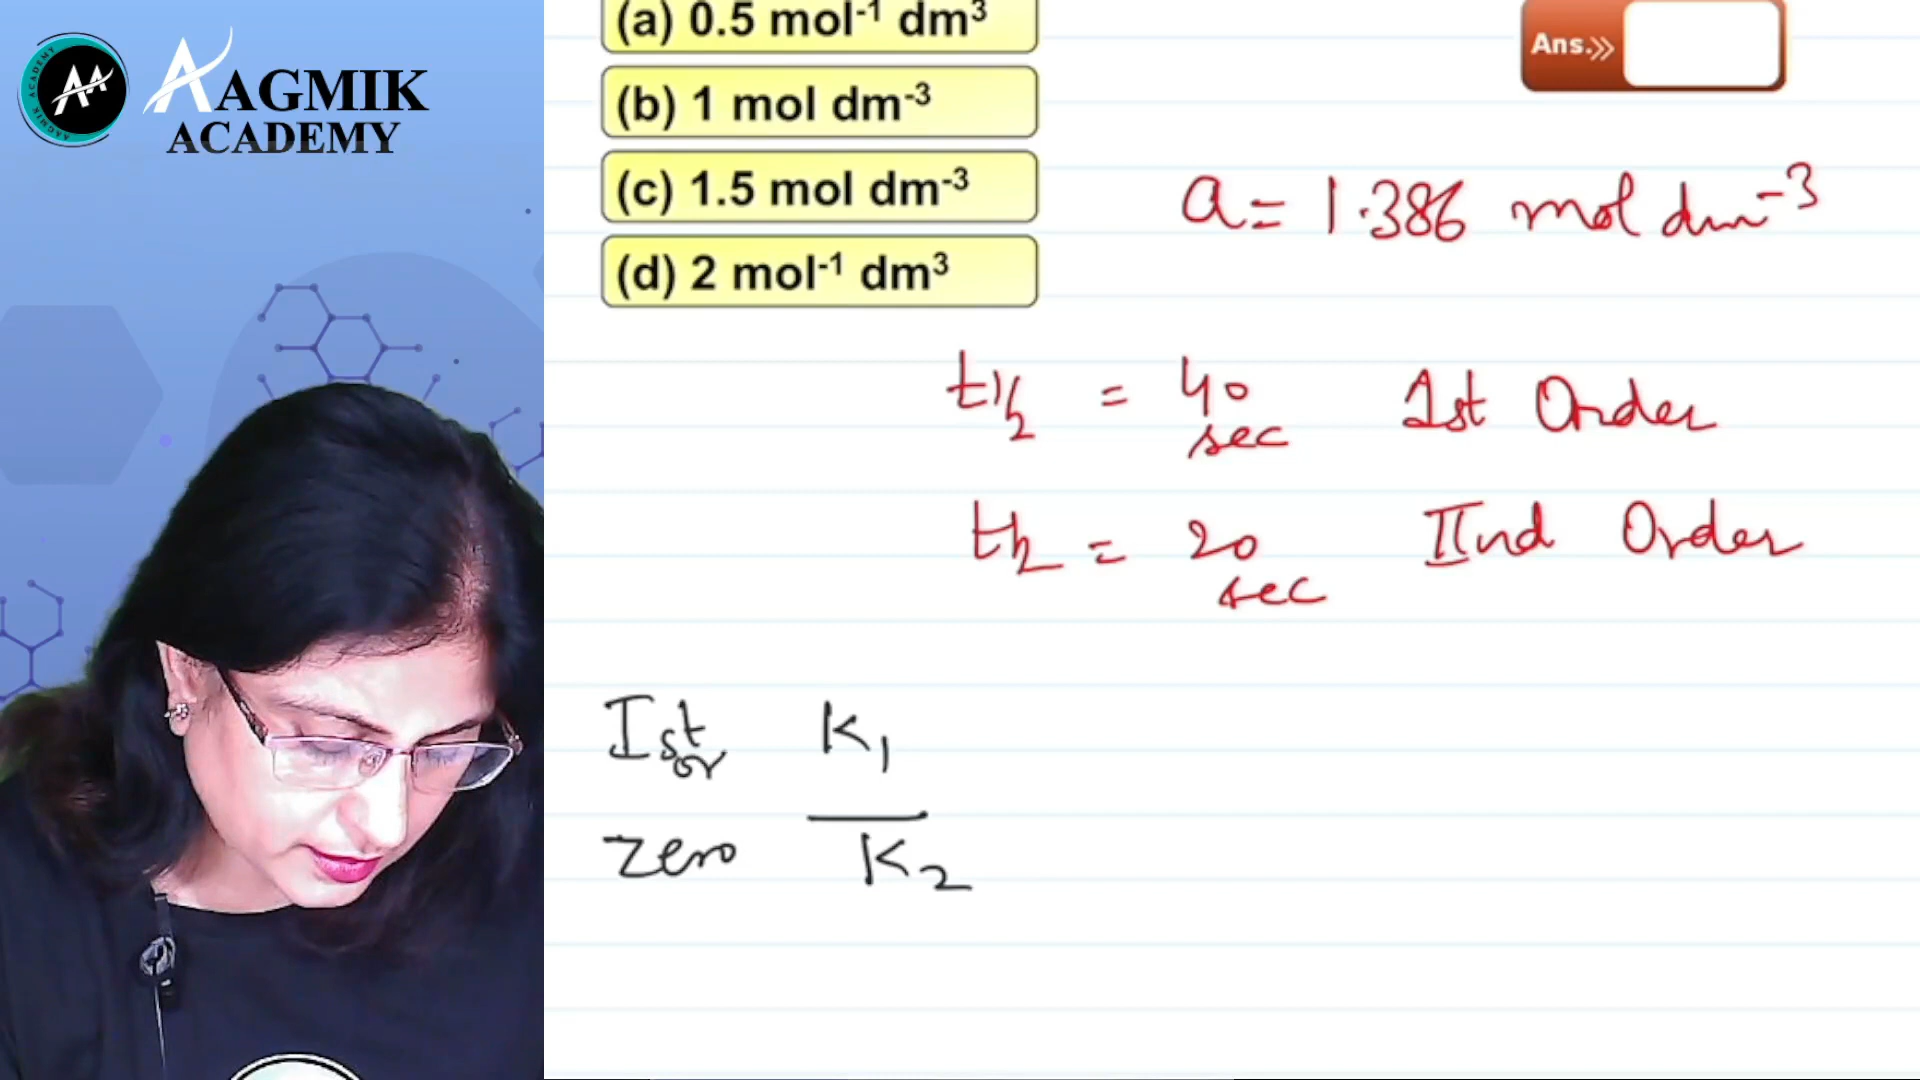 AAGMIK
ACADEMY
(a) 0.5 mol⁻¹ dm³
(b) 1 mol dm⁻³
(c) 1.5 mol dm⁻³
(d) 2 mol⁻¹ dm³
Ans.
a = 1.386 mol dm⁻³
t1/2 = 40 sec Ist Order
t1/2 = 20 sec IInd Order
Ist K₁
or
zero K₂